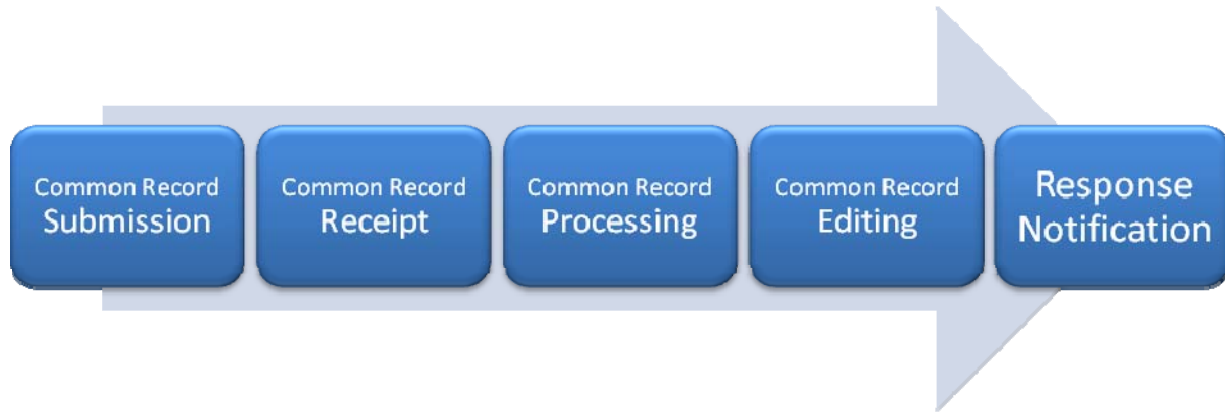 Common Record
Submission
Common Record
Receipt
Common Record
Processing
Common Record
Editing
Response
Notification